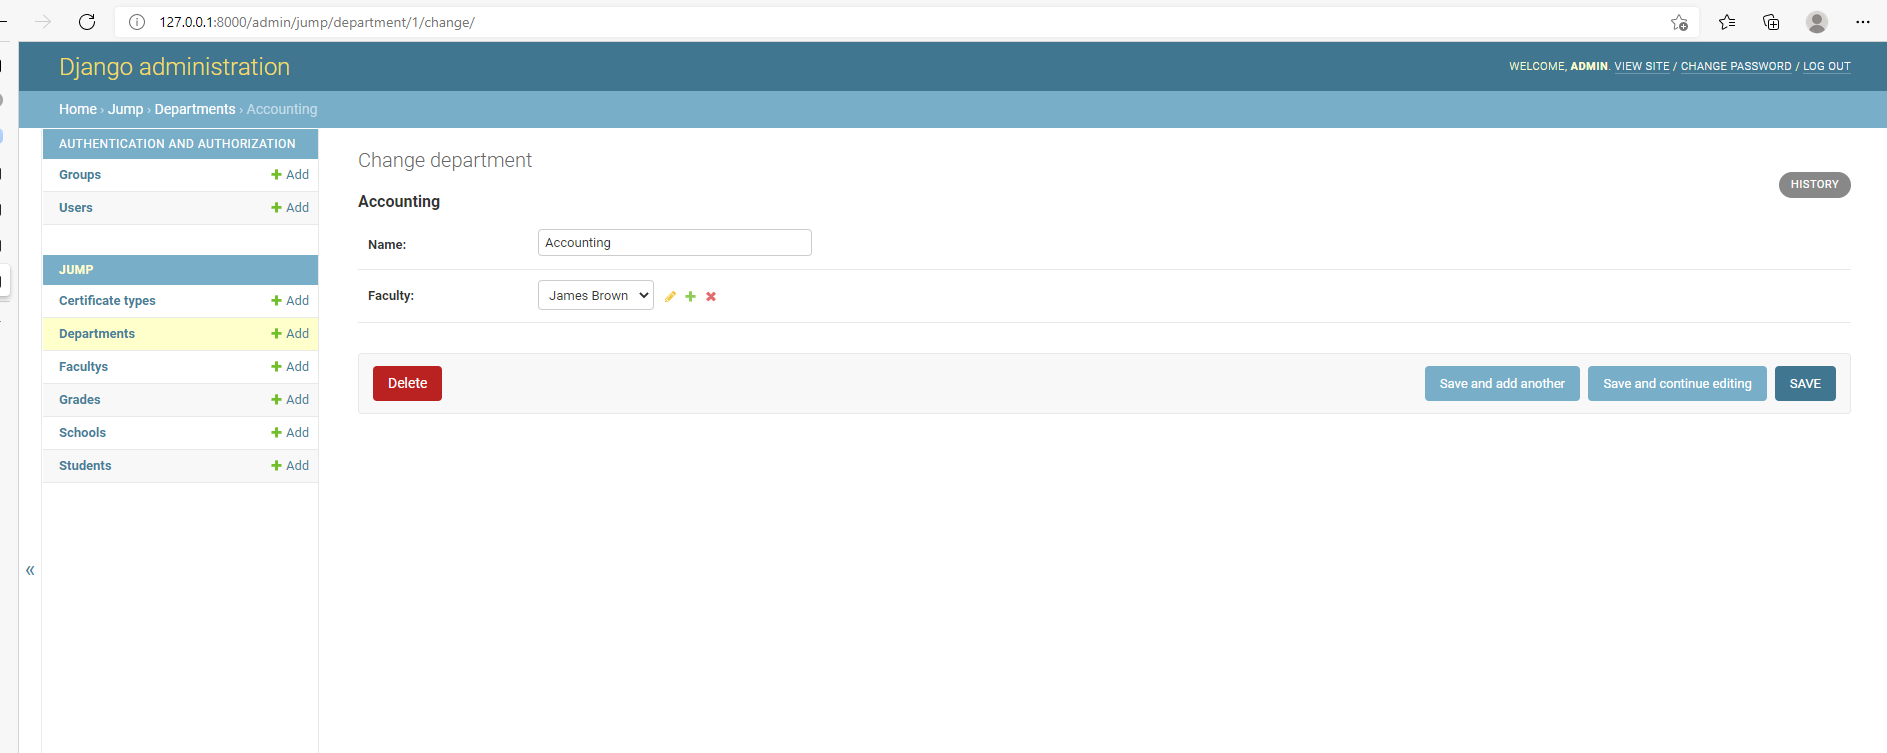 127.0.0.1:8000/admin/jump/department/1/change/
Django administration
WELCOME, ADMIN. VIEW SITE / CHANGE PASSWORD / LOG OUT
Home › Jump › Departments › Accounting
AUTHENTICATION AND AUTHORIZATION
Groups + Add
Users + Add
JUMP
Certificate types + Add
Departments + Add
Facultys + Add
Grades + Add
Schools + Add
Students + Add
«
Change department
HISTORY
Accounting
Name: Accounting
Faculty: James Brown
Delete
Save and add another
Save and continue editing
SAVE